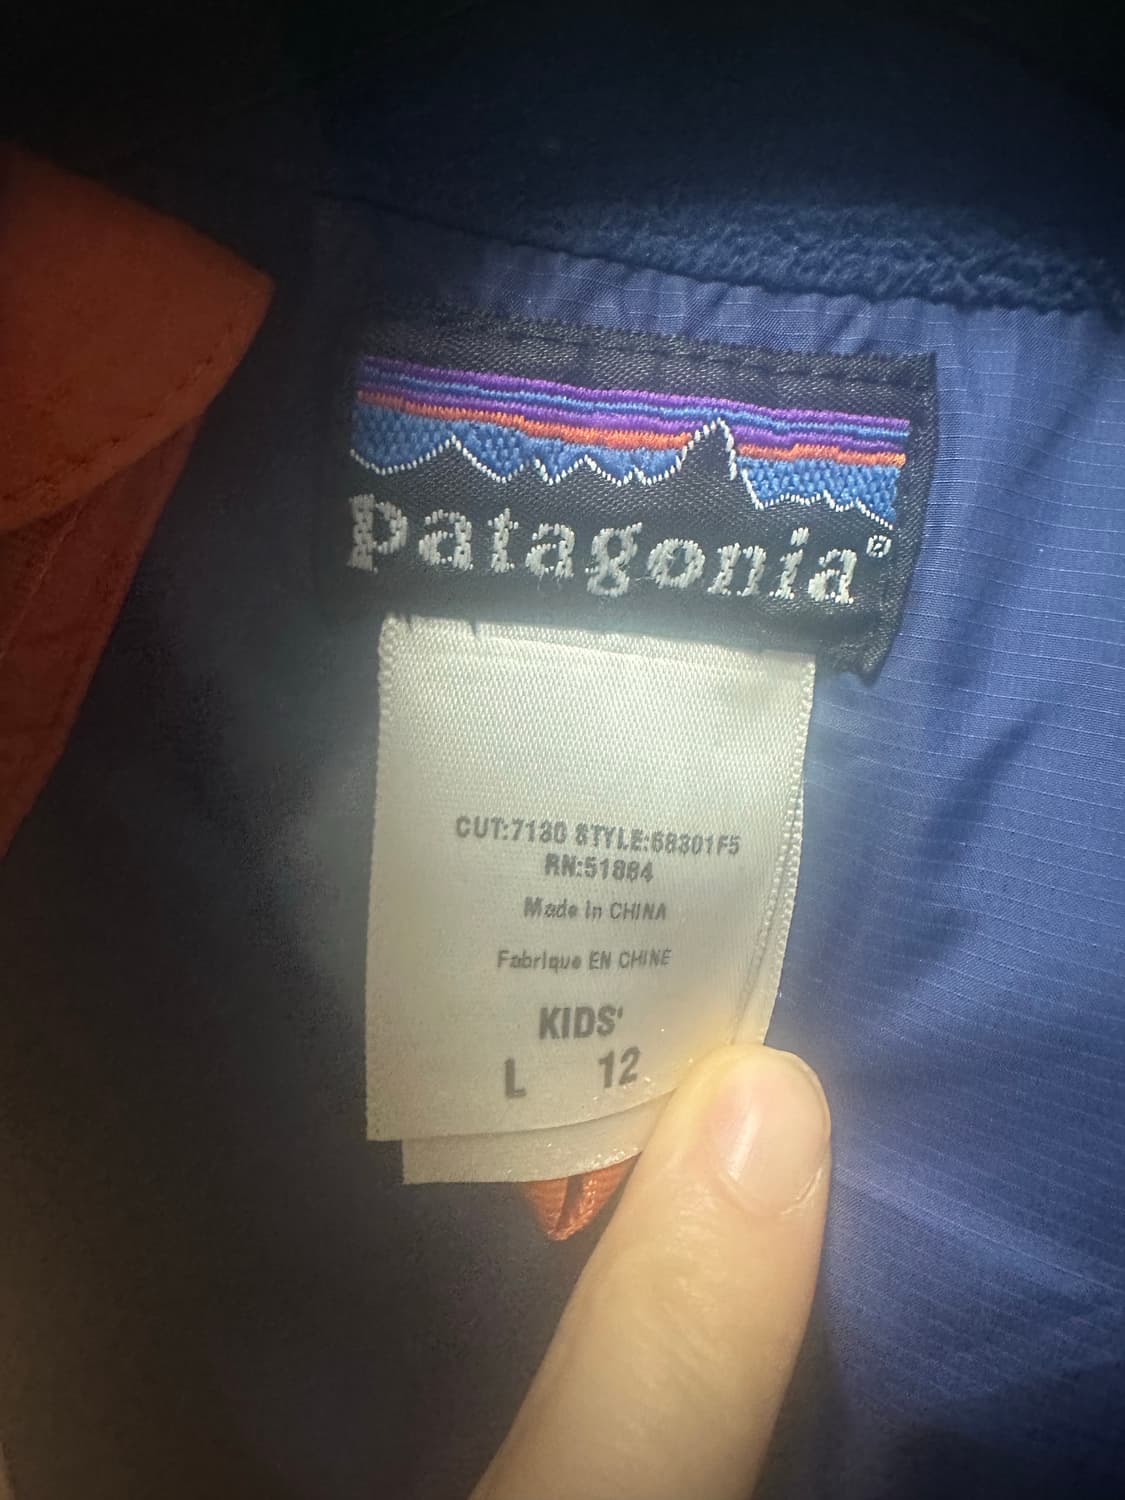 patagonia®
CUT:7130 STYLE:68301F5
RN:51884
Made in CHINA
Fabrique EN CHINE
KIDS'
L 12